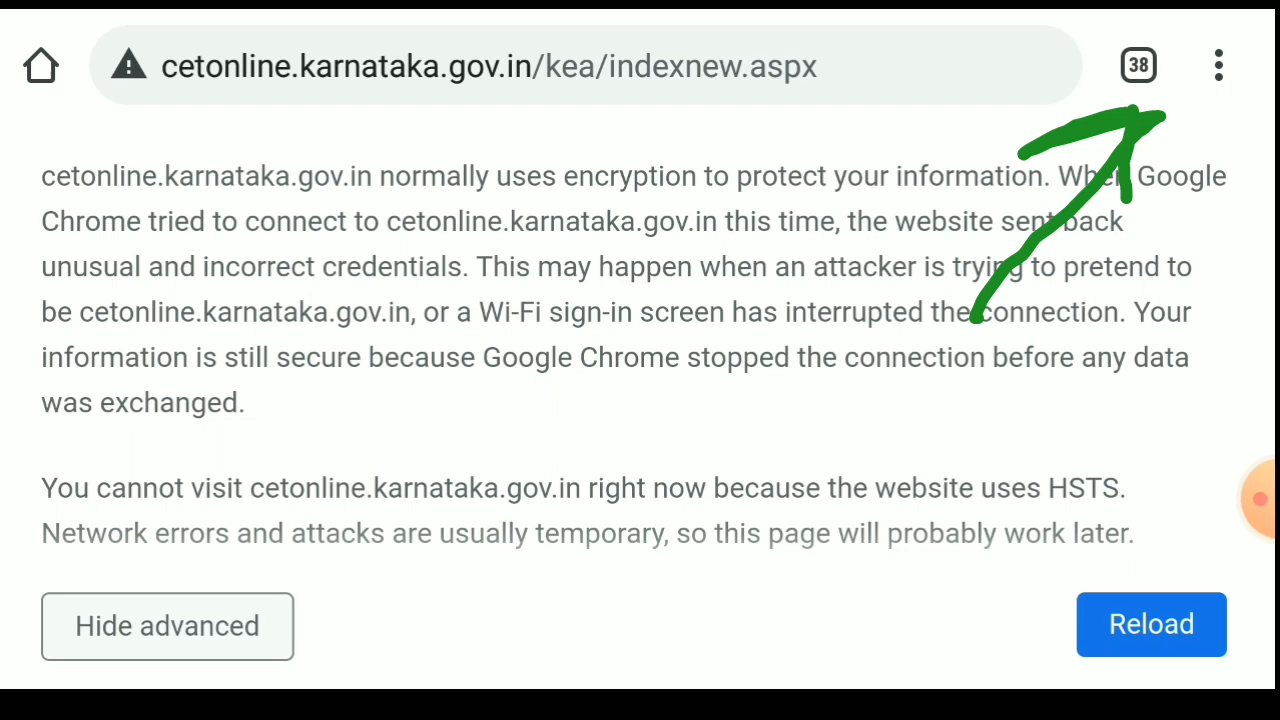 cetonline.karnataka.gov.in/kea/indexnew.aspx
38
cetonline.karnataka.gov.in normally uses encryption to protect your information. When Google
Chrome tried to connect to cetonline.karnataka.gov.in this time, the website sent back
unusual and incorrect credentials. This may happen when an attacker is trying to pretend to
be cetonline.karnataka.gov.in, or a Wi-Fi sign-in screen has interrupted the connection. Your
information is still secure because Google Chrome stopped the connection before any data
was exchanged.
You cannot visit cetonline.karnataka.gov.in right now because the website uses HSTS.
Network errors and attacks are usually temporary, so this page will probably work later.
Hide advanced
Reload